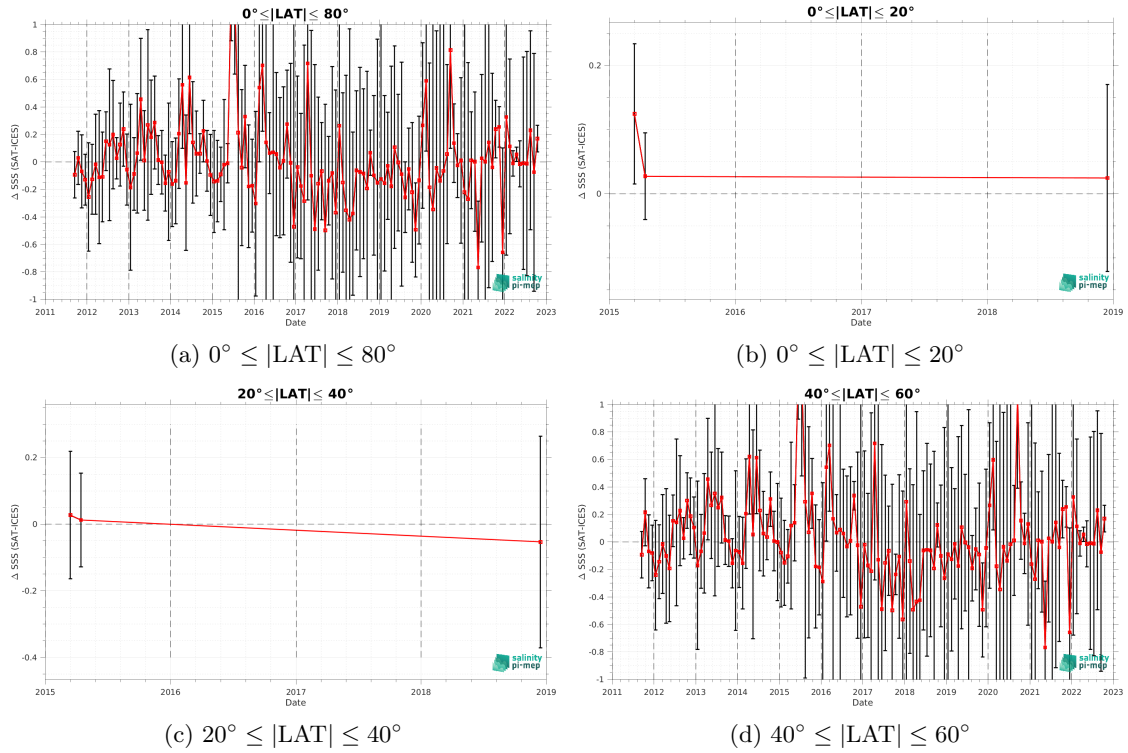 0°≤|LAT|≤ 80°
1
0.8
0.6
0.4
0.2
0
-0.2
-0.4
-0.6
-0.8
-1
Δ SSS (SAT-ICES)
2011 2012 2013 2014 2015 2016 2017 2018 2019 2020 2021 2022 2023
Date
salinity
pi-mep
(a) 0° ≤ |LAT| ≤ 80°
0°≤|LAT|≤ 20°
0.2
0
Δ SSS (SAT-ICES)
2015 2016 2017 2018 2019
Date
salinity
pi-mep
(b) 0° ≤ |LAT| ≤ 20°
20°≤|LAT|≤ 40°
0.2
0
-0.2
-0.4
Δ SSS (SAT-ICES)
2015 2016 2017 2018 2019
Date
salinity
pi-mep
(c) 20° ≤ |LAT| ≤ 40°
40°≤|LAT|≤ 60°
1
0.8
0.6
0.4
0.2
0
-0.2
-0.4
-0.6
-0.8
-1
Δ SSS (SAT-ICES)
2011 2012 2013 2014 2015 2016 2017 2018 2019 2020 2021 2022 2023
Date
salinity
pi-mep
(d) 40° ≤ |LAT| ≤ 60°